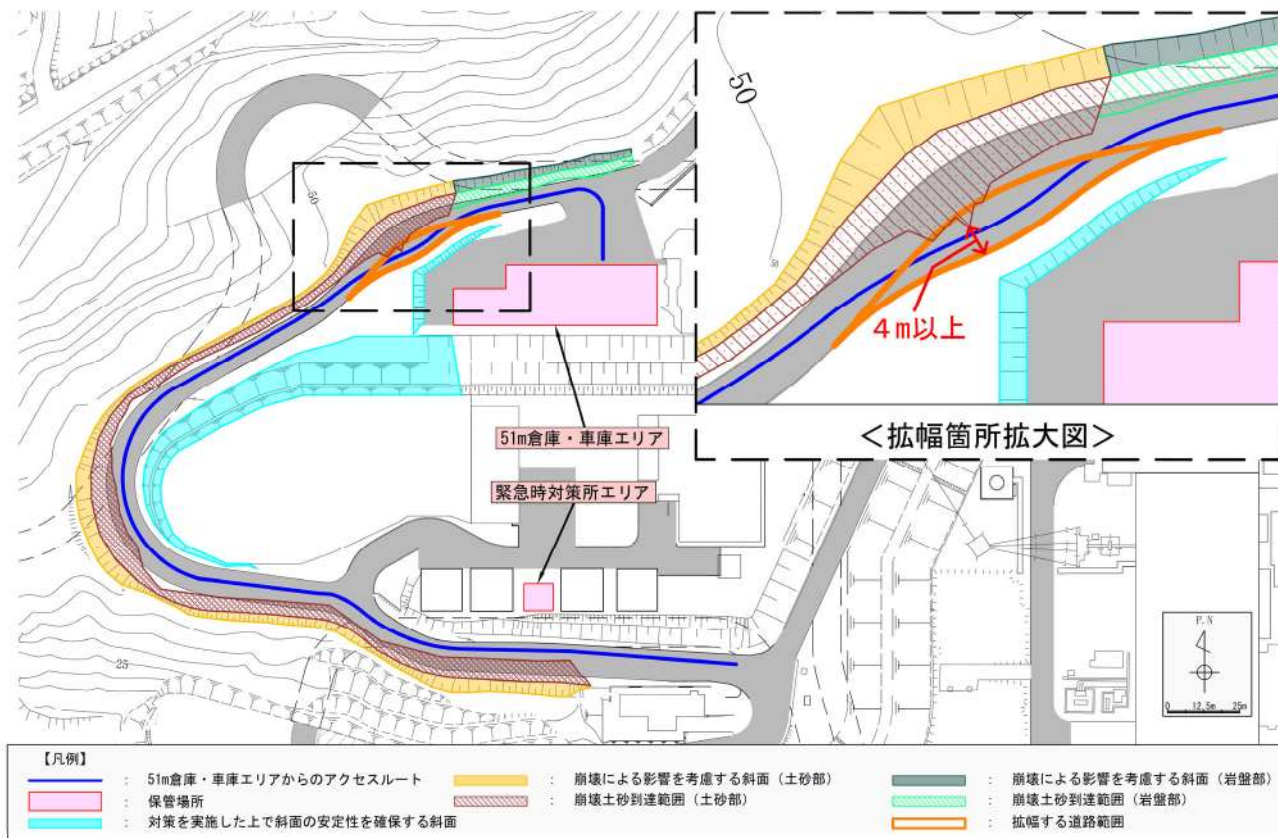 50
50
50
4m以上
<拡幅箇所拡大図>
51m倉庫・車庫エリア
緊急時対策所エリア
25
P.N
0 12.5m 25m
【凡例】
: 51m倉庫・車庫エリアからのアクセスルート
: 保管場所
: 対策を実施した上で斜面の安定性を確保する斜面
: 崩壊による影響を考慮する斜面(土砂部)
: 崩壊土砂到達範囲(土砂部)
: 崩壊による影響を考慮する斜面(岩盤部)
: 崩壊土砂到達範囲(岩盤部)
: 拡幅する道路範囲